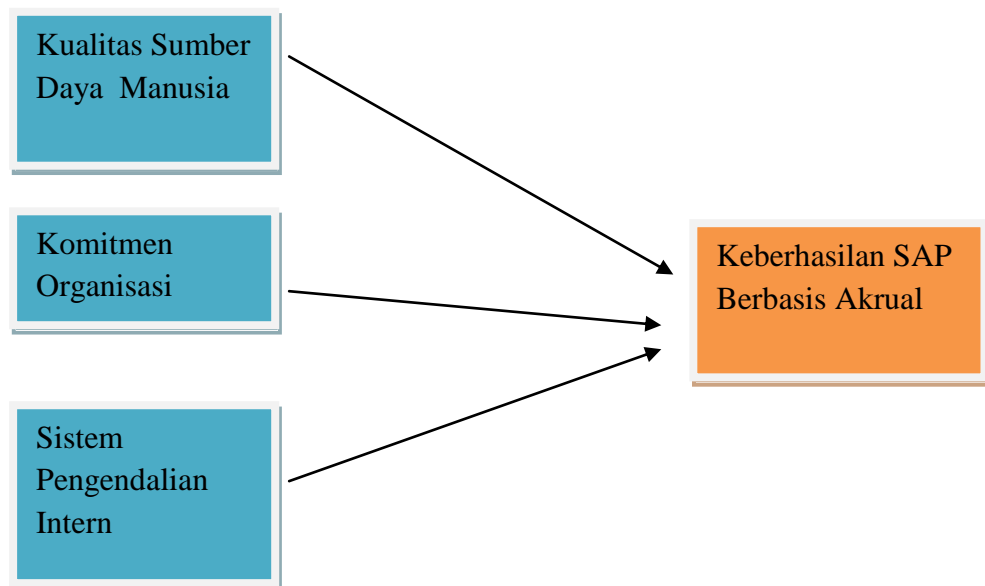 Kualitas Sumber
Daya Manusia
Komitmen
Organisasi
Sistem
Pengendalian
Intern
Keberhasilan SAP
Berbasis Akrual